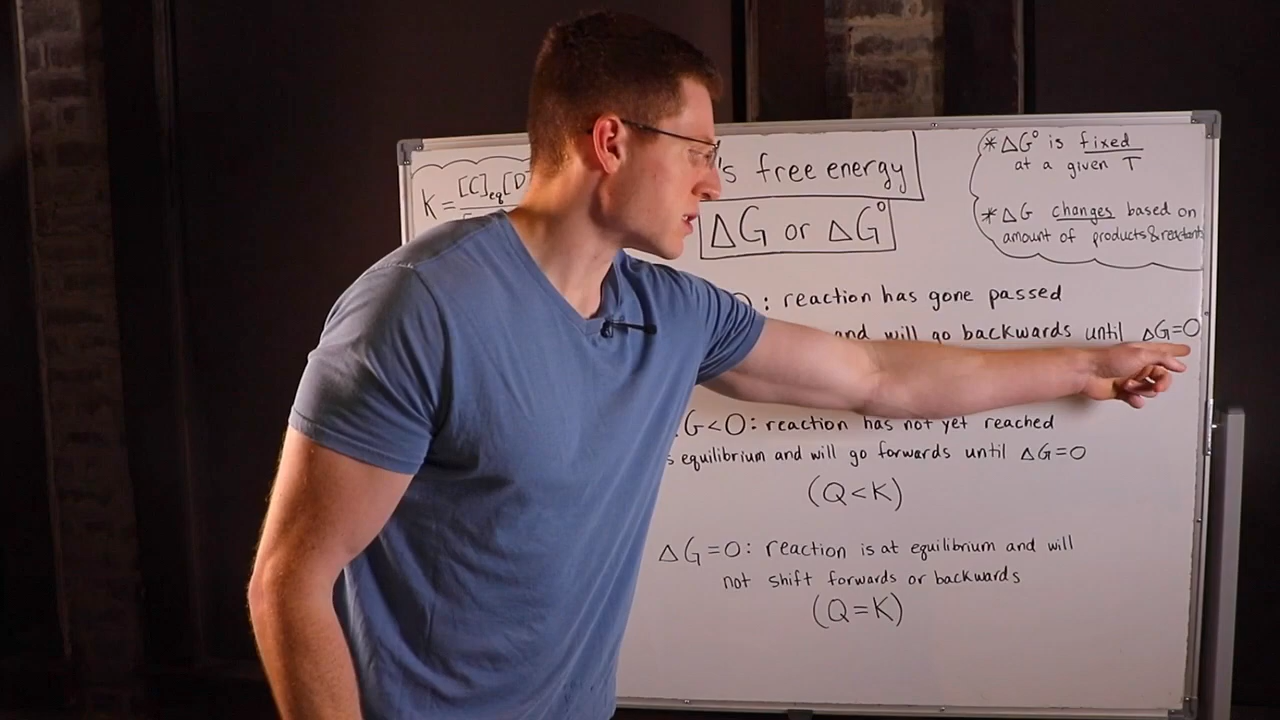 K = [C]eq[D
's free energy
ΔG or ΔG°
*ΔG° is fixed
at a given T
*ΔG changes based on
amount of products & reactants
: reaction has gone passed
and will go backwards until ΔG=0
G<0: reaction has not yet reached
equilibrium and will go forwards until ΔG=0
(Q<K)
ΔG=0: reaction is at equilibrium and will
not shift forwards or backwards
(Q=K)